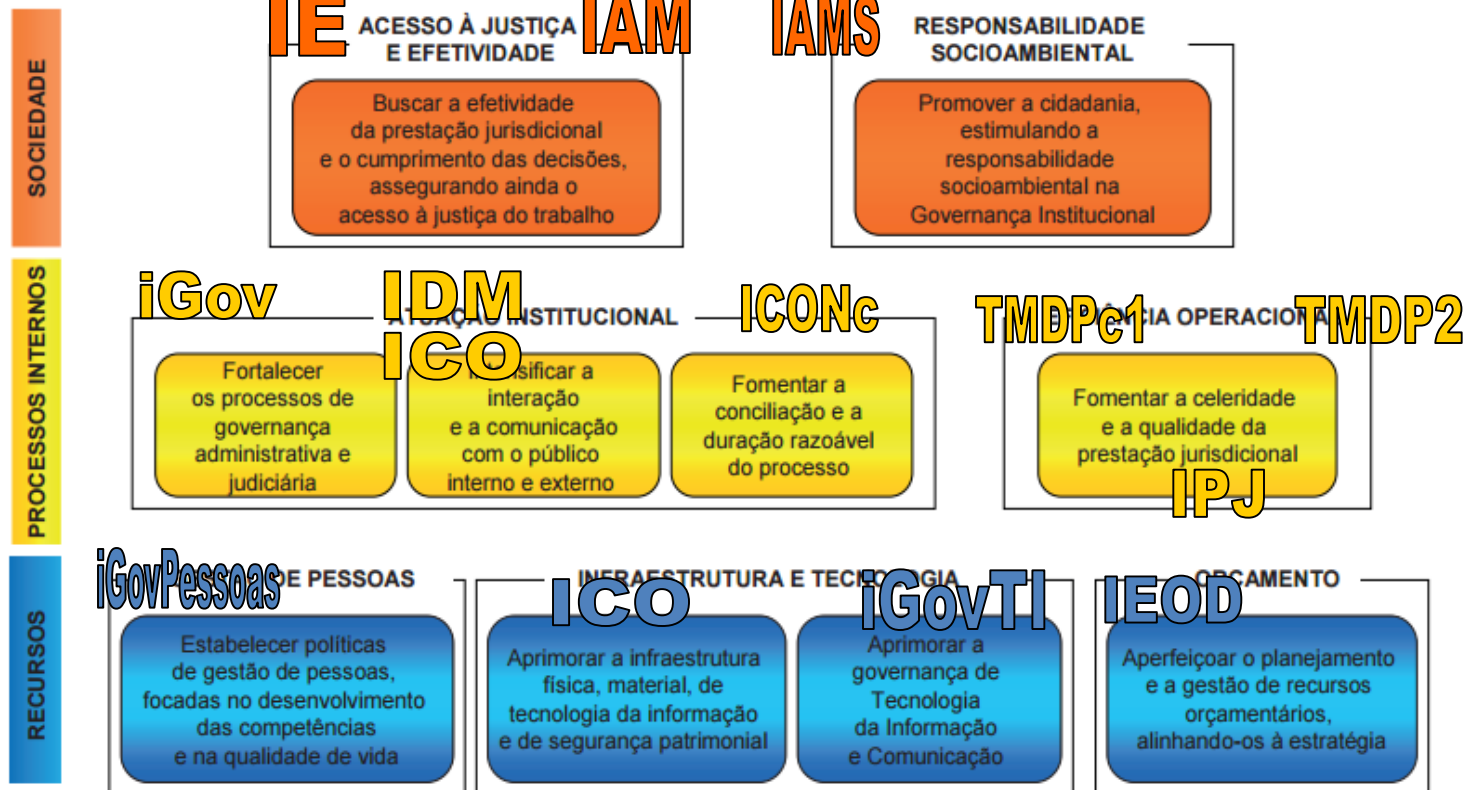 SOCIEDADE
IE
ACESSO À JUSTIÇA
E EFETIVIDADE
IAM
Buscar a efetividade
da prestação jurisdicional
e o cumprimento das decisões,
assegurando ainda o
acesso à justiça do trabalho
IAMS
RESPONSABILIDADE
SOCIOAMBIENTAL
Promover a cidadania,
estimulando a
responsabilidade
socioambiental na
Governança Institucional
PROCESSOS INTERNOS
iGov
IDM
ICO
INSTITUCIONAL
ICONc
Fortalecer
os processos de
governança
administrativa e
judiciária
a
interação
e a comunicação
com o público
interno e externo
Fomentar a
conciliação e a
duração razoável
do processo
TMDPc1
OPERACIONAL
TMDP2
Fomentar a celeridade
e a qualidade da
prestação jurisdicional
IPJ
RECURSOS
iGovPessoas
DE PESSOAS
Estabelecer políticas
de gestão de pessoas,
focadas no desenvolvimento
das competências
e na qualidade de vida
INFRAESTRUTURA E TECNOLOGIA
ICO
iGovTI
Aprimorar a infraestrutura
física, material, de
tecnologia da informação
e de segurança patrimonial
Aprimorar a
governança de
Tecnologia
da Informação
e Comunicação
IEOD
ORÇAMENTO
Aperfeiçoar o planejamento
e a gestão de recursos
orçamentários,
alinhando-os à estratégia